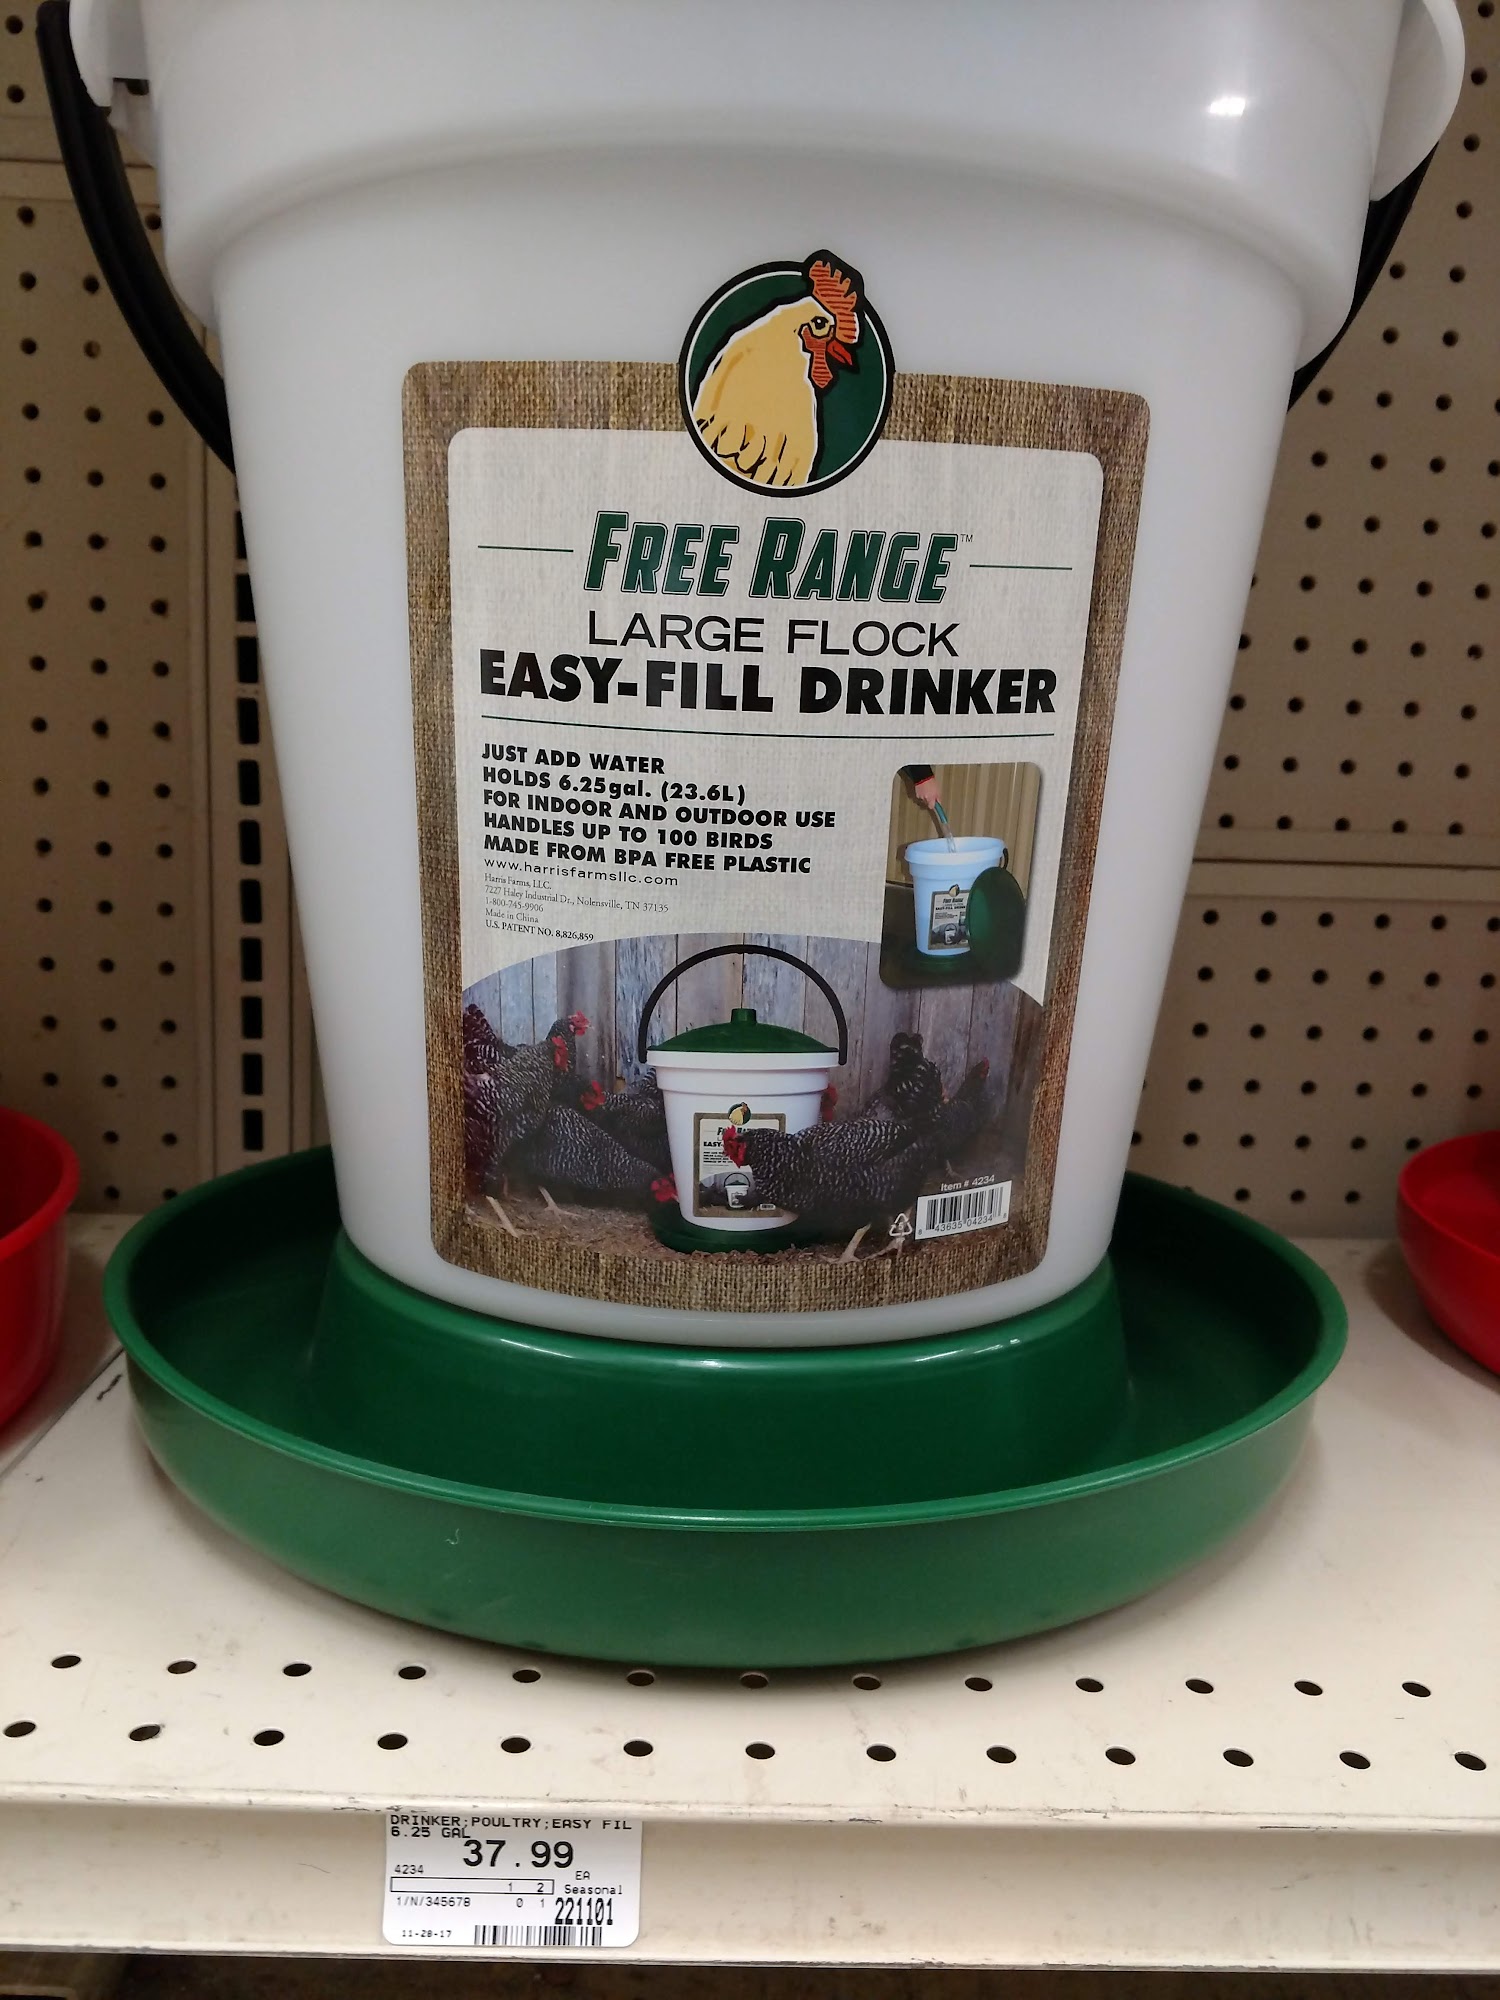 FREE RANGE™
LARGE FLOCK
EASY-FILL DRINKER
JUST ADD WATER
HOLDS 6.25gal. (23.6L)
FOR INDOOR AND OUTDOOR USE
HANDLES UP TO 100 BIRDS
MADE FROM BPA FREE PLASTIC
www.harrisfarmsllc.com
Harris Farms, LLC.
7227 Haley Industrial Dr., Nolensville, TN 37135
1-800-745-9906
Made in China
U.S. PATENT NO. 8,826,859
Item # 4234
8 43635 04234 8
DRINKER;POULTRY;EASY FIL
6.25 GAL
37.99
4234
EA
1 2
Seasonal
1/N/345678
0 1
221101
11-28-17